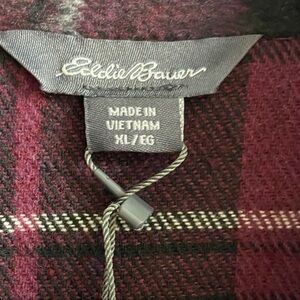 Eddie Bauer
MADE IN
VIETNAM
XL/EG